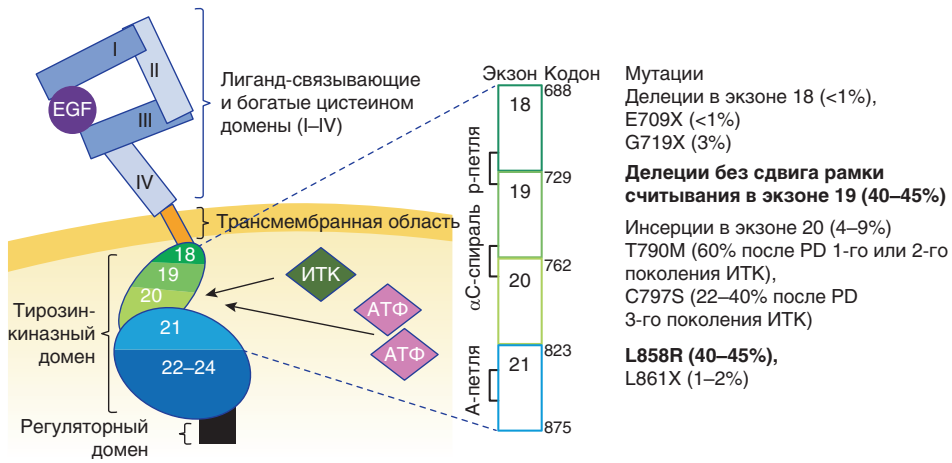 I
II
EGF
III
IV
Лиганд-связывающие
и богатые цистеином
домены (I–IV)
Трансмембранная область
18
19
20
21
22–24
ИТК
АТФ
АТФ
Тирозин-
киназный
домен
Регуляторный
домен
Экзон Кодон
688
18
729
19
762
20
823
21
875
p-петля
αC-спираль
А-петля
Мутации
Делеции в экзоне 18 (<1%),
E709X (<1%)
G719X (3%)
Делеции без сдвига рамки
считывания в экзоне 19 (40–45%)
Инсерции в экзоне 20 (4–9%)
T790M (60% после PD 1-го или 2-го
поколения ИТК),
C797S (22–40% после PD
3-го поколения ИТК)
L858R (40–45%),
L861X (1–2%)